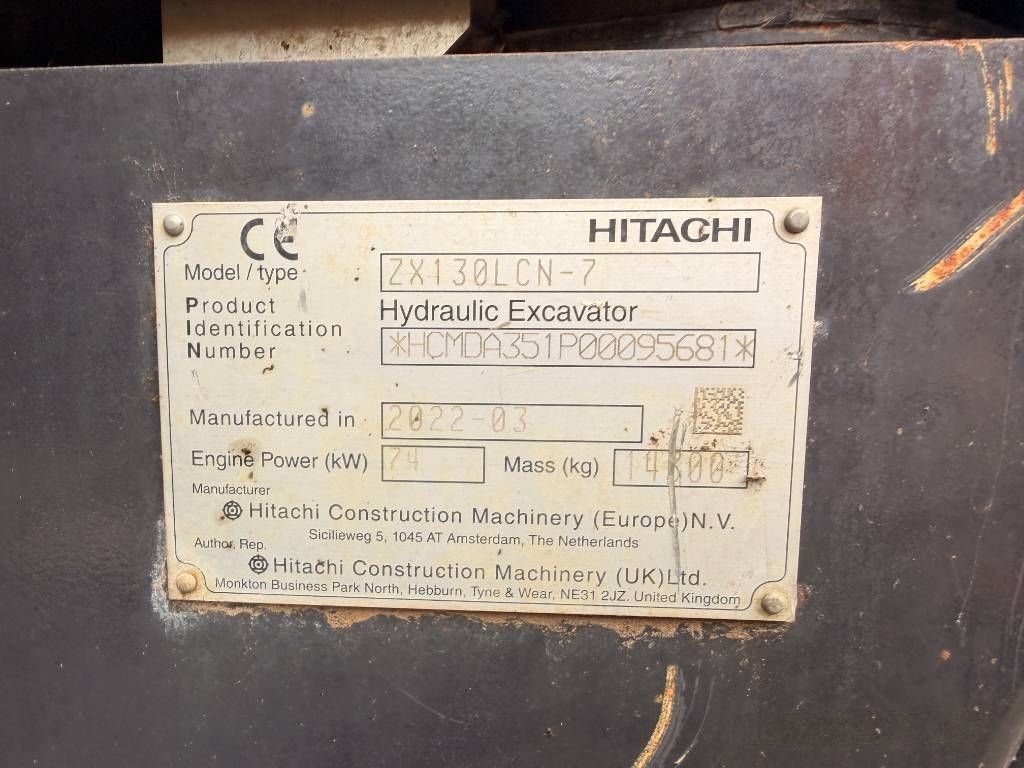 CE HITACHI
Model / type ZX130LCN-7
Product Hydraulic Excavator
Identification
Number *HCMDA351P00095681*
Manufactured in 2022-03
Engine Power (kW) 74 Mass (kg)
Manufacturer
Hitachi Construction Machinery (Europe) N.V.
Sicilieweg 5, 1045 AT Amsterdam, The Netherlands
Author. Rep.
Hitachi Construction Machinery (UK) Ltd.
Monkton Business Park North, Hebburn, Tyne & Wear, NE31 2JZ. United Kingdom